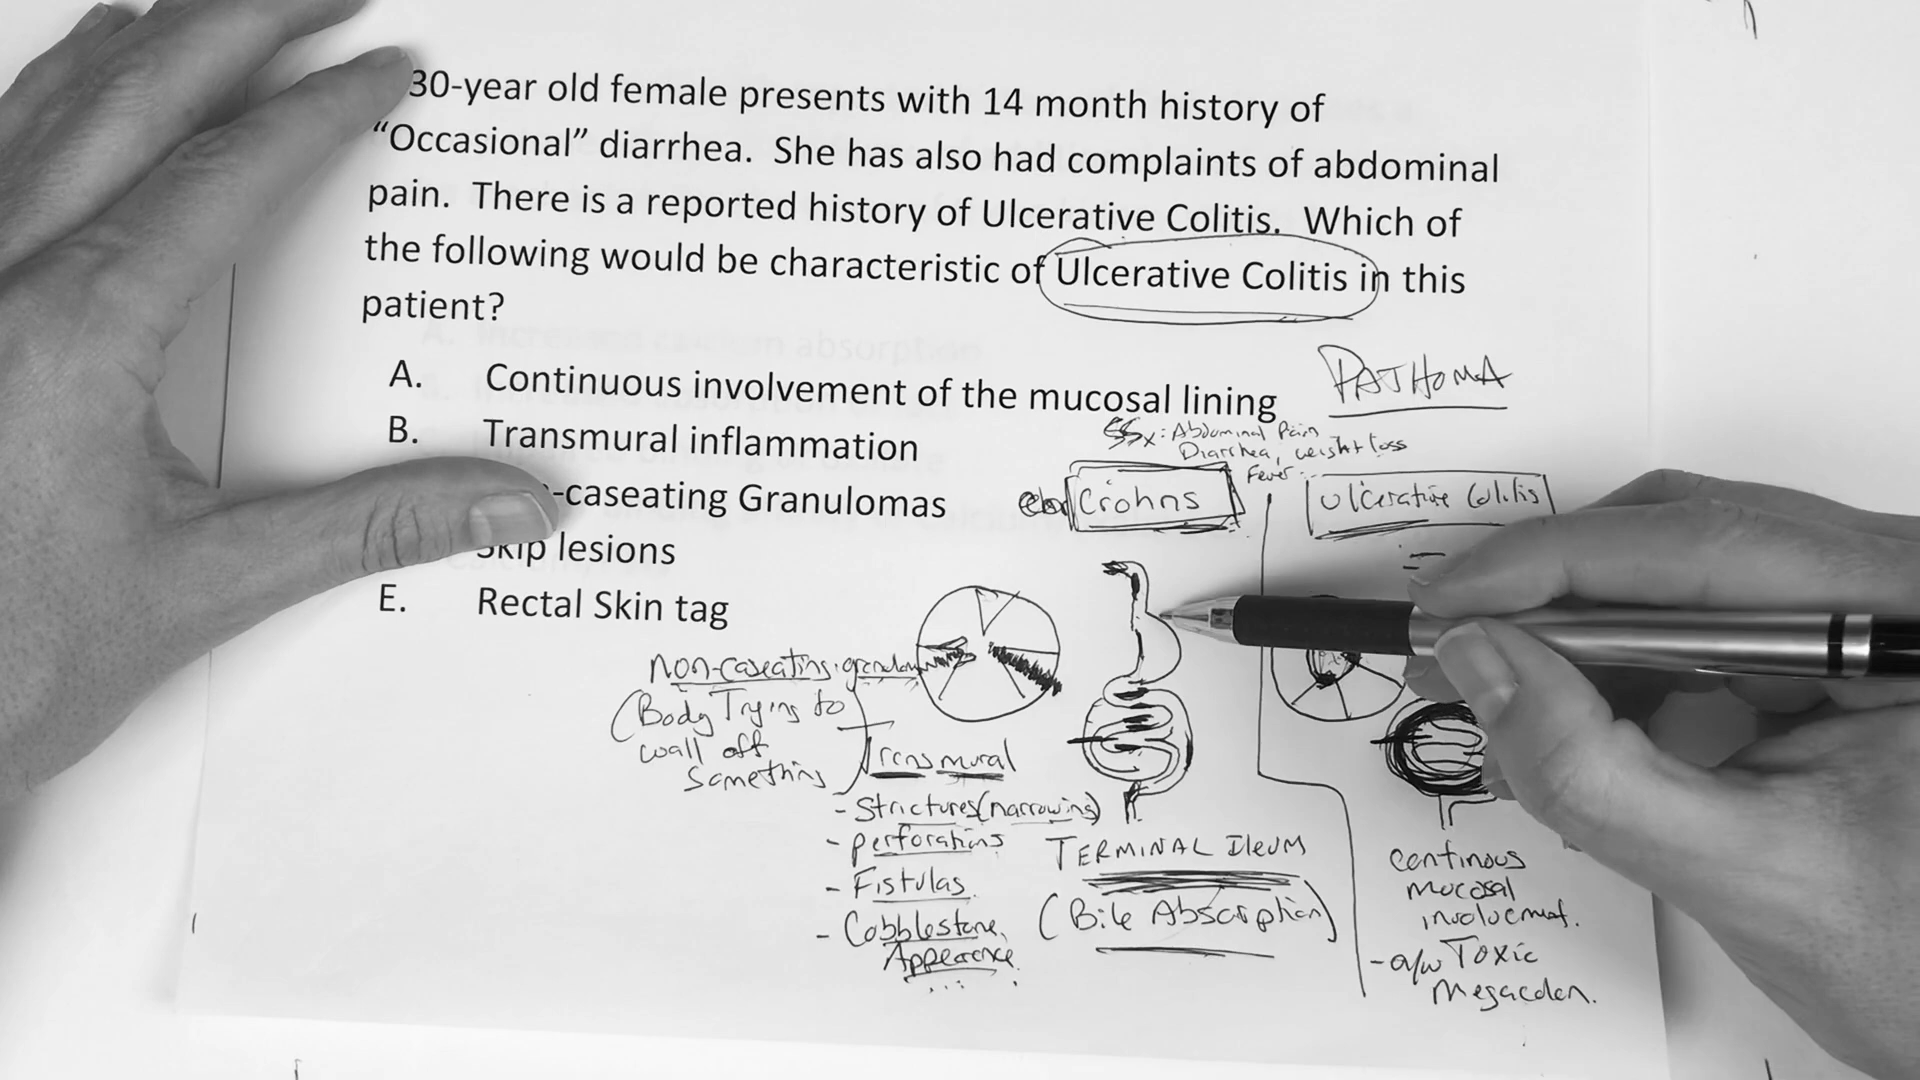 30-year old female presents with 14 month history of
“Occasional” diarrhea. She has also had complaints of abdominal
pain. There is a reported history of Ulcerative Colitis. Which of
the following would be characteristic of Ulcerative Colitis in this
patient?
A. Continuous involvement of the mucosal lining
B. Transmural inflammation
-caseating Granulomas
Skip lesions
E. Rectal Skin tag
PATHOMA
Sx: Abdominal Pain
Diarrhea, weight loss
Fever
Crohns
Ulcerative Colitis
non-caseating
(Body Trying to
wall off
Something)
Transmural
- Strictures (narrowing)
- perforations
- Fistulas
- Cobblestone
Appearence
...
TERMINAL Ileum
(Bile Absorption)
continous
mucosal
involvement.
- a/w Toxic
Megacolon.